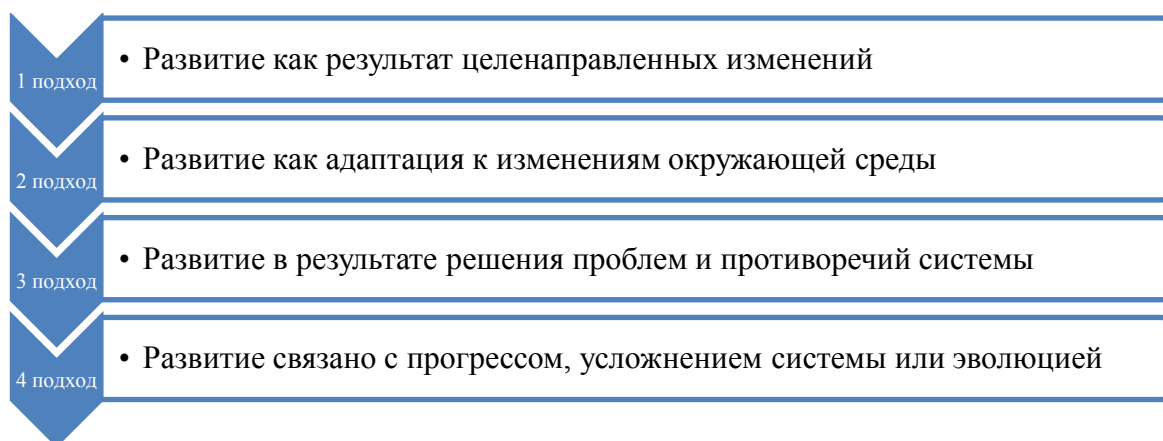 1 подход
• Развитие как результат целенаправленных изменений
2 подход
• Развитие как адаптация к изменениям окружающей среды
3 подход
• Развитие в результате решения проблем и противоречий системы
4 подход
• Развитие связано с прогрессом, усложнением системы или эволюцией